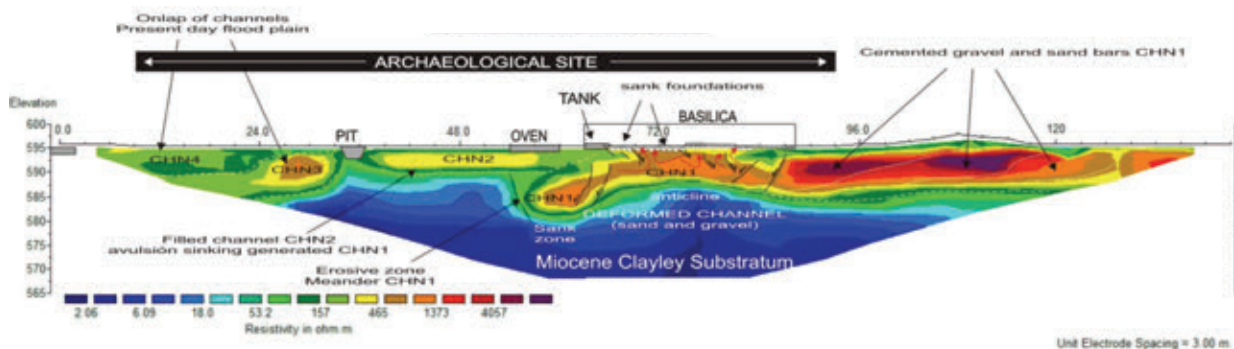 Onlap of channels
Present day flood plain
Cemented gravel and sand bars CHN1
ARCHAEOLOGICAL SITE
sank foundations
TANK
BASILICA
Elevation
PIT
OVEN
600
0.0
24.0
48.0
72.0
96.0
120
595
CHN4
CHN3
CHN2
CHN1
590
585
CHN1
anticline
580
DEFORMED CHANNEL
(sand and gravel)
Sank
zone
575
Filled channel CHN2
avulsión sinking generated CHN1
570
Miocene Clayley Substratum
Erosive zone
Meander CHN1
565
2.06
6.09
18.0
53.2
157
465
1373
4057
Resistivity in ohm m
Unit Electrode Spacing = 3.00 m.